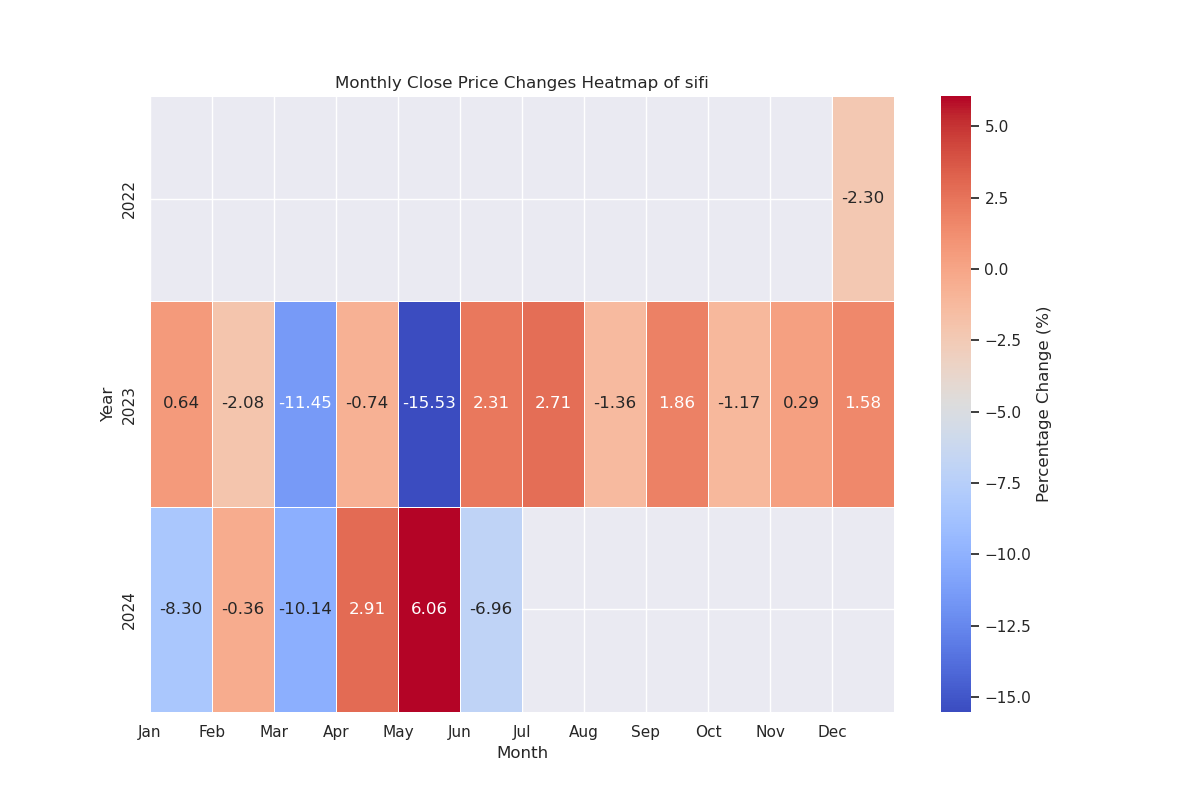 Monthly Close Price Changes Heatmap of sifi
2022
-2.30
2023
0.64 -2.08 -11.45 -0.74 -15.53 2.31 2.71 -1.36 1.86 -1.17 0.29 1.58
2024
-8.30 -0.36 -10.14 2.91 6.06 -6.96
Year
Jan Feb Mar Apr May Jun Jul Aug Sep Oct Nov Dec
Month
5.0
2.5
0.0
−2.5
−5.0
−7.5
−10.0
−12.5
−15.0
Percentage Change (%)